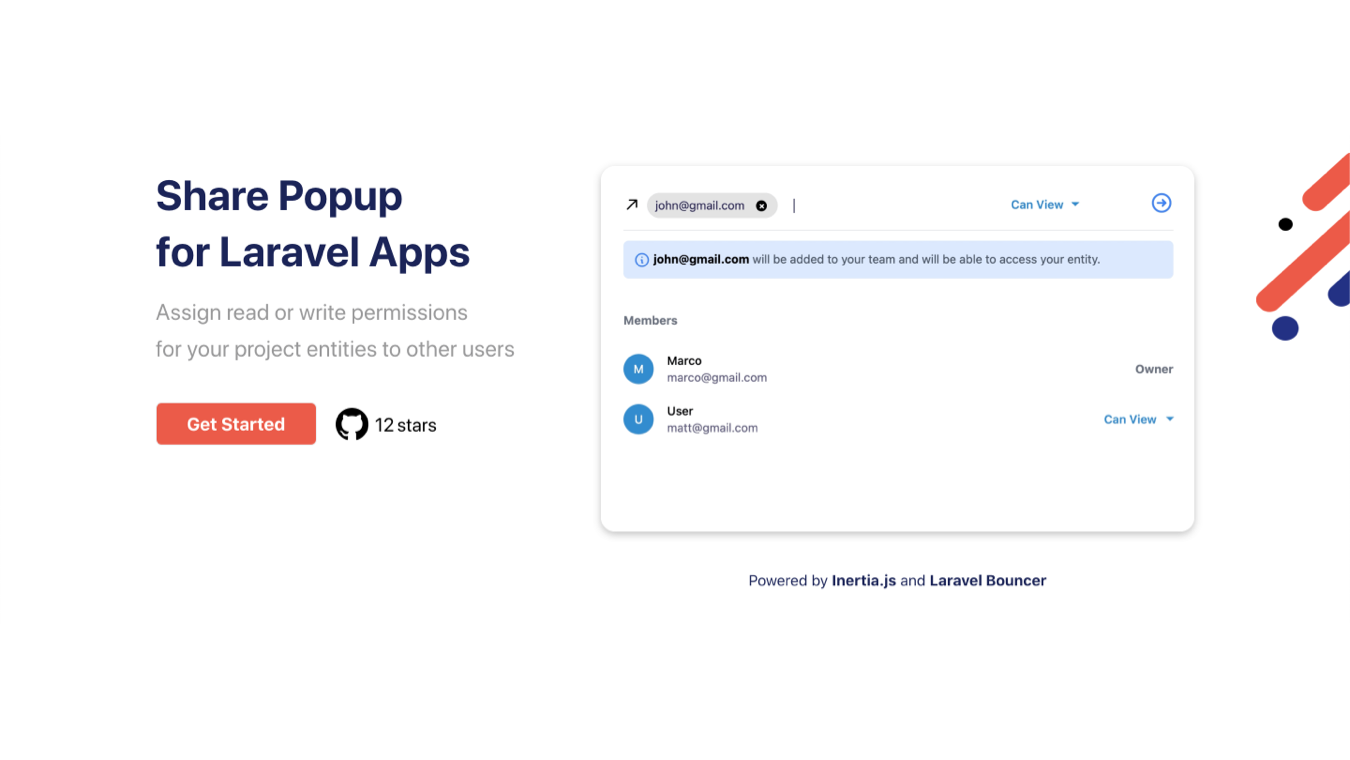 Share Popup
for Laravel Apps
Assign read or write permissions
for your project entities to other users
Get Started
12 stars
john@gmail.com
Can View
john@gmail.com will be added to your team and will be able to access your entity.
Members
M
Marco
marco@gmail.com
Owner
U
User
matt@gmail.com
Can View
Powered by Inertia.js and Laravel Bouncer